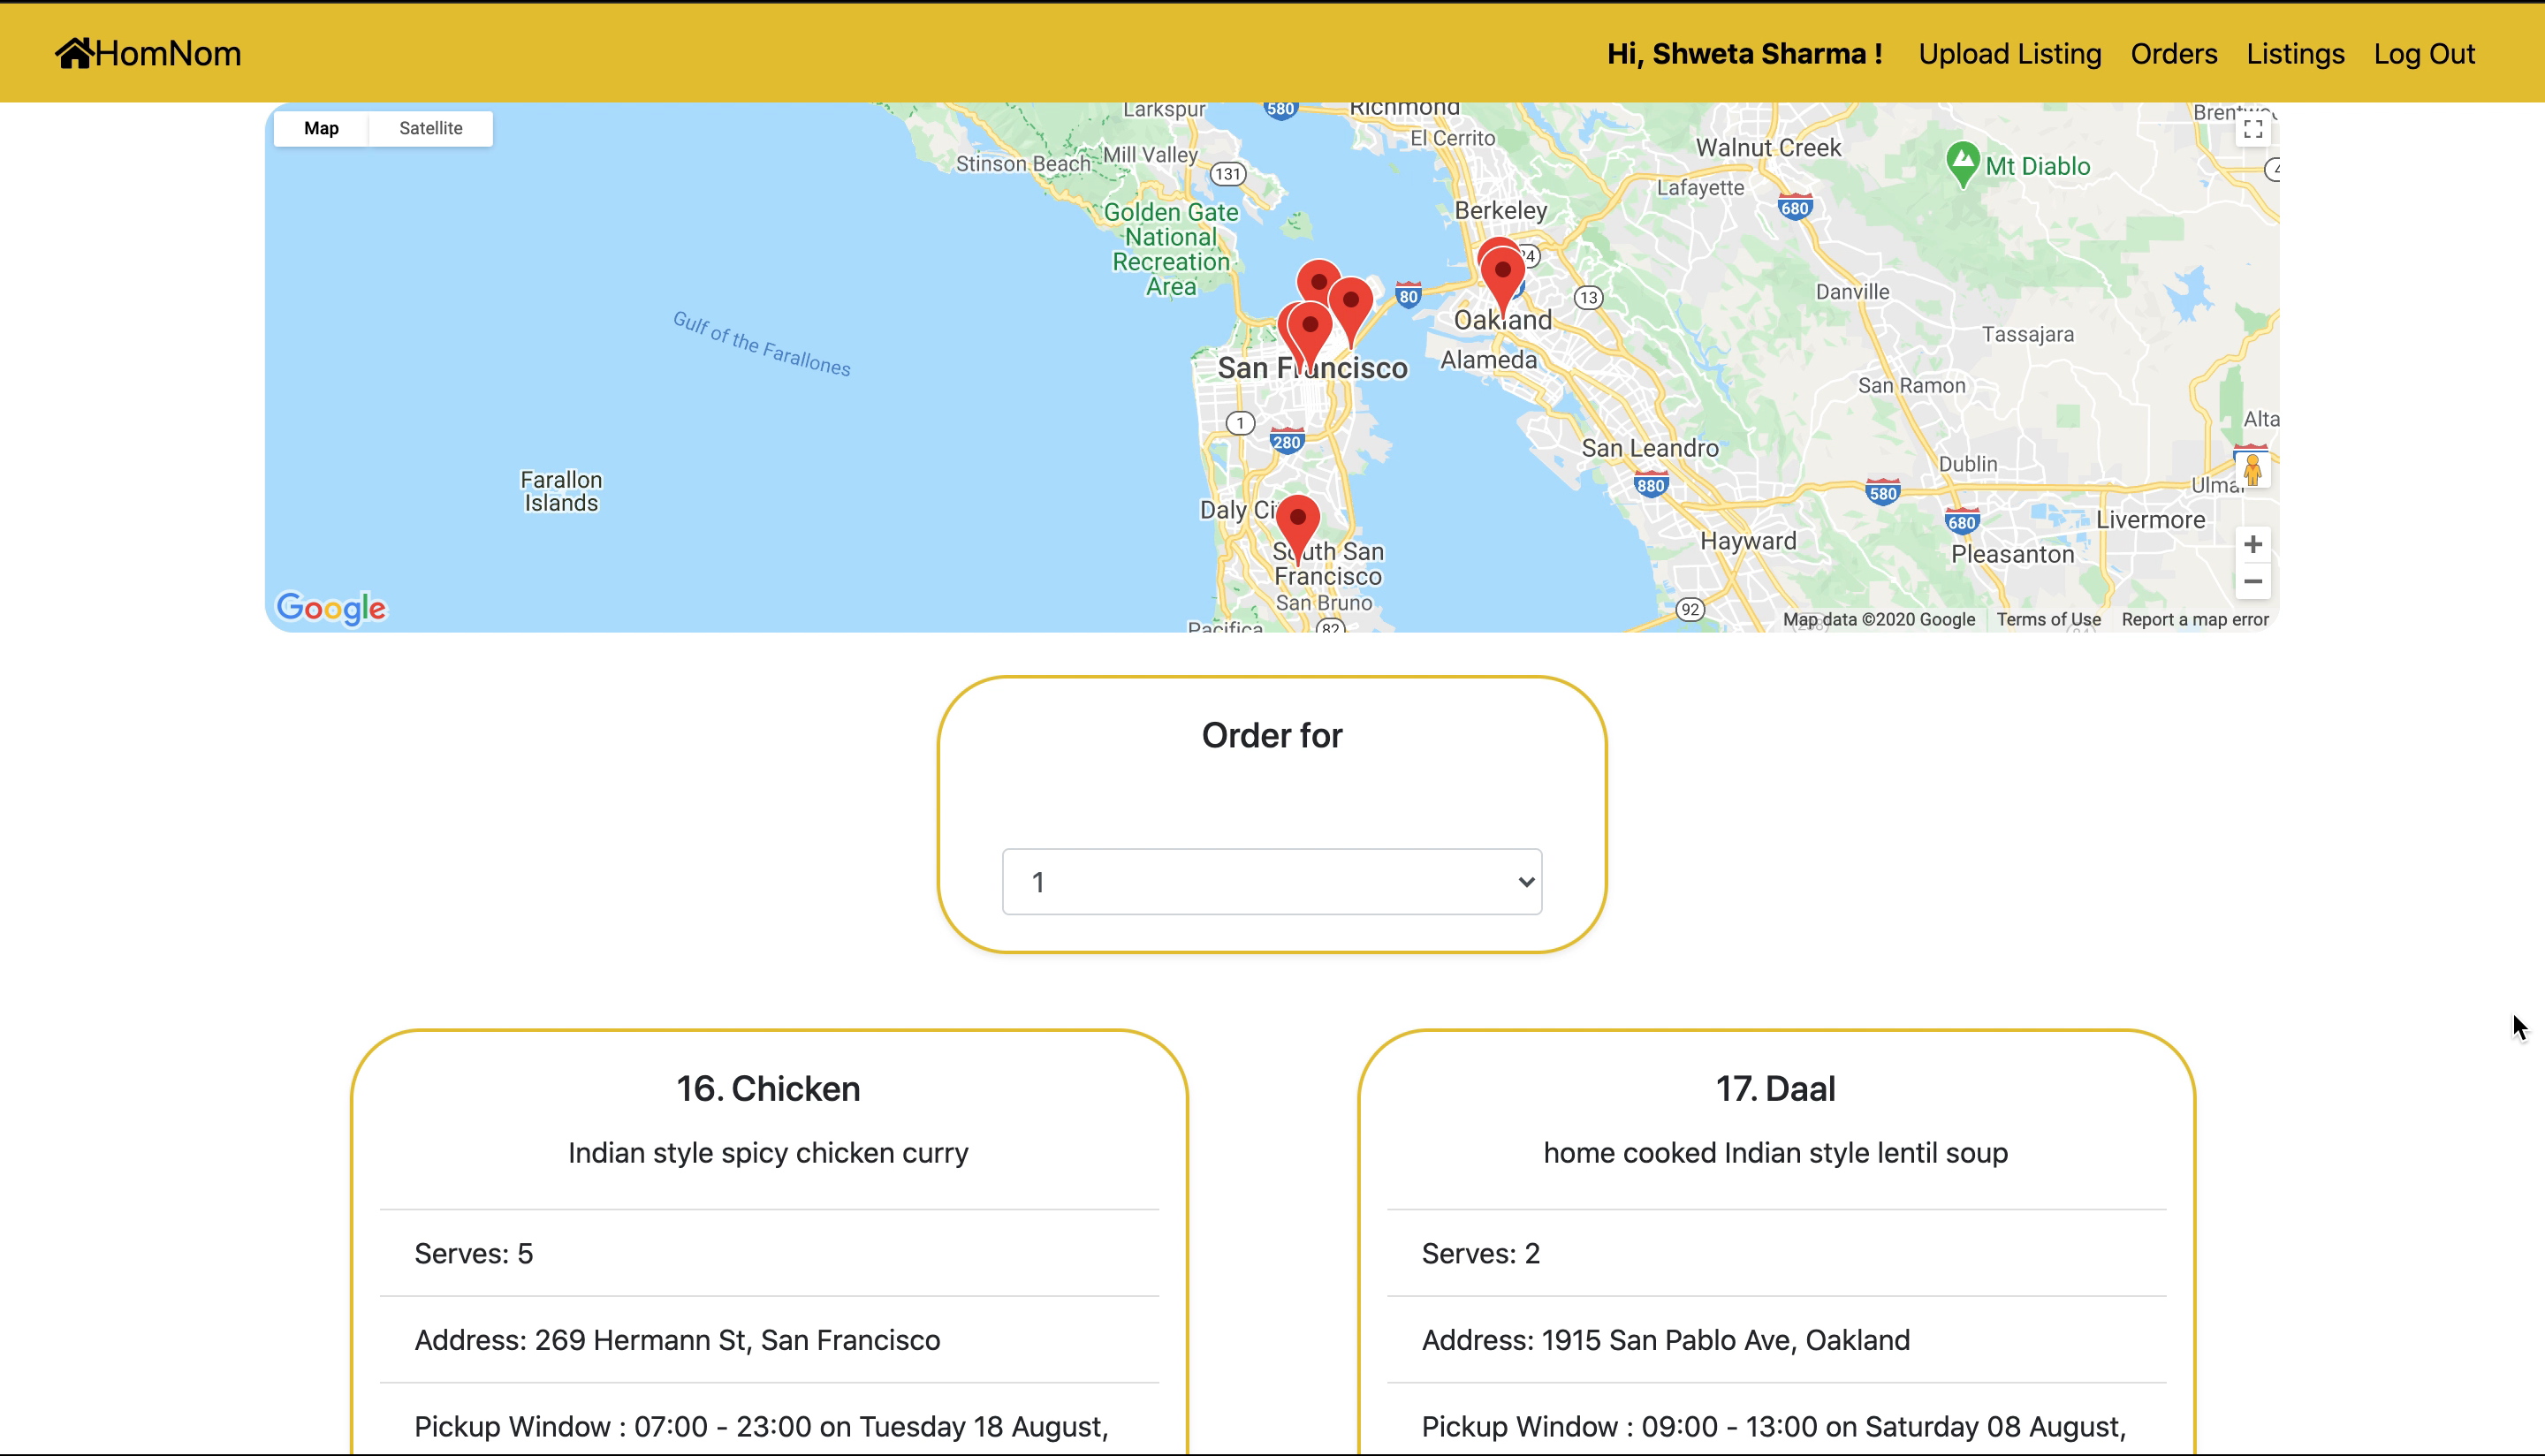 HomNom
Hi, Shweta Sharma !
Upload Listing
Orders
Listings
Log Out
Map
Satellite
Larkspur
580
Richmond
El Cerrito
Stinson Beach
Mill Valley
131
Walnut Creek
Mt Diablo
Lafayette
680
Golden Gate
National
Recreation
Area
Berkeley
80
13
Danville
Oakland
Tassajara
Gulf of the Farallones
San Francisco
Alameda
San Ramon
1
280
San Leandro
Dublin
Farallon
Islands
880
580
680
Livermore
Hayward
Pleasanton
South San
Francisco
San Bruno
92
82
Google
Map data ©2020 Google
Terms of Use
Report a map error
Order for
1
16. Chicken
Indian style spicy chicken curry
Serves: 5
Address: 269 Hermann St, San Francisco
Pickup Window : 07:00 - 23:00 on Tuesday 18 August,
17. Daal
home cooked Indian style lentil soup
Serves: 2
Address: 1915 San Pablo Ave, Oakland
Pickup Window : 09:00 - 13:00 on Saturday 08 August,